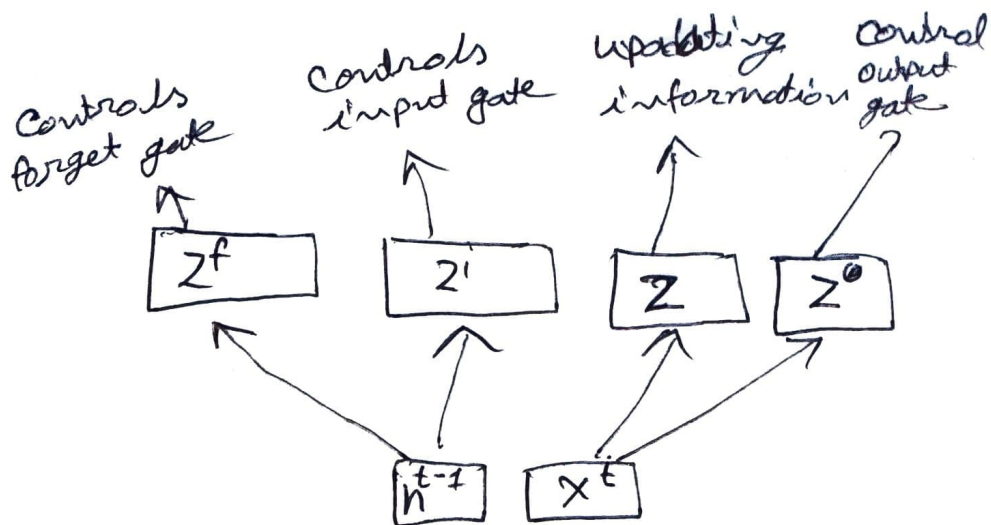 Controls
forget gate
Controls
input gate
updating
information
Control
output
gate
z^f
z^i
z
z^o
h^{t-1}
x^t